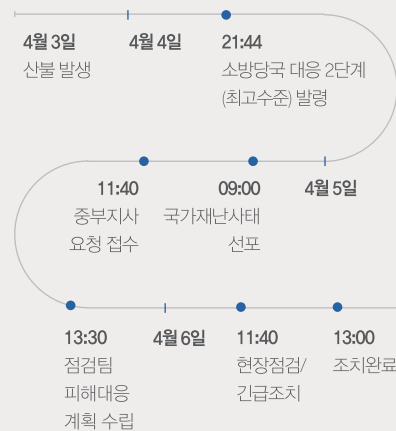 4월 3일
산불 발생
4월 4일
21:44
소방당국 대응 2단계
(최고수준) 발령
4월 5일
09:00
국가재난사태
선포
11:40
중부지사
요청 접수
13:30
점검팀
피해대응
계획 수립
4월 6일
11:40
현장점검/
긴급조치
13:00
조치완료